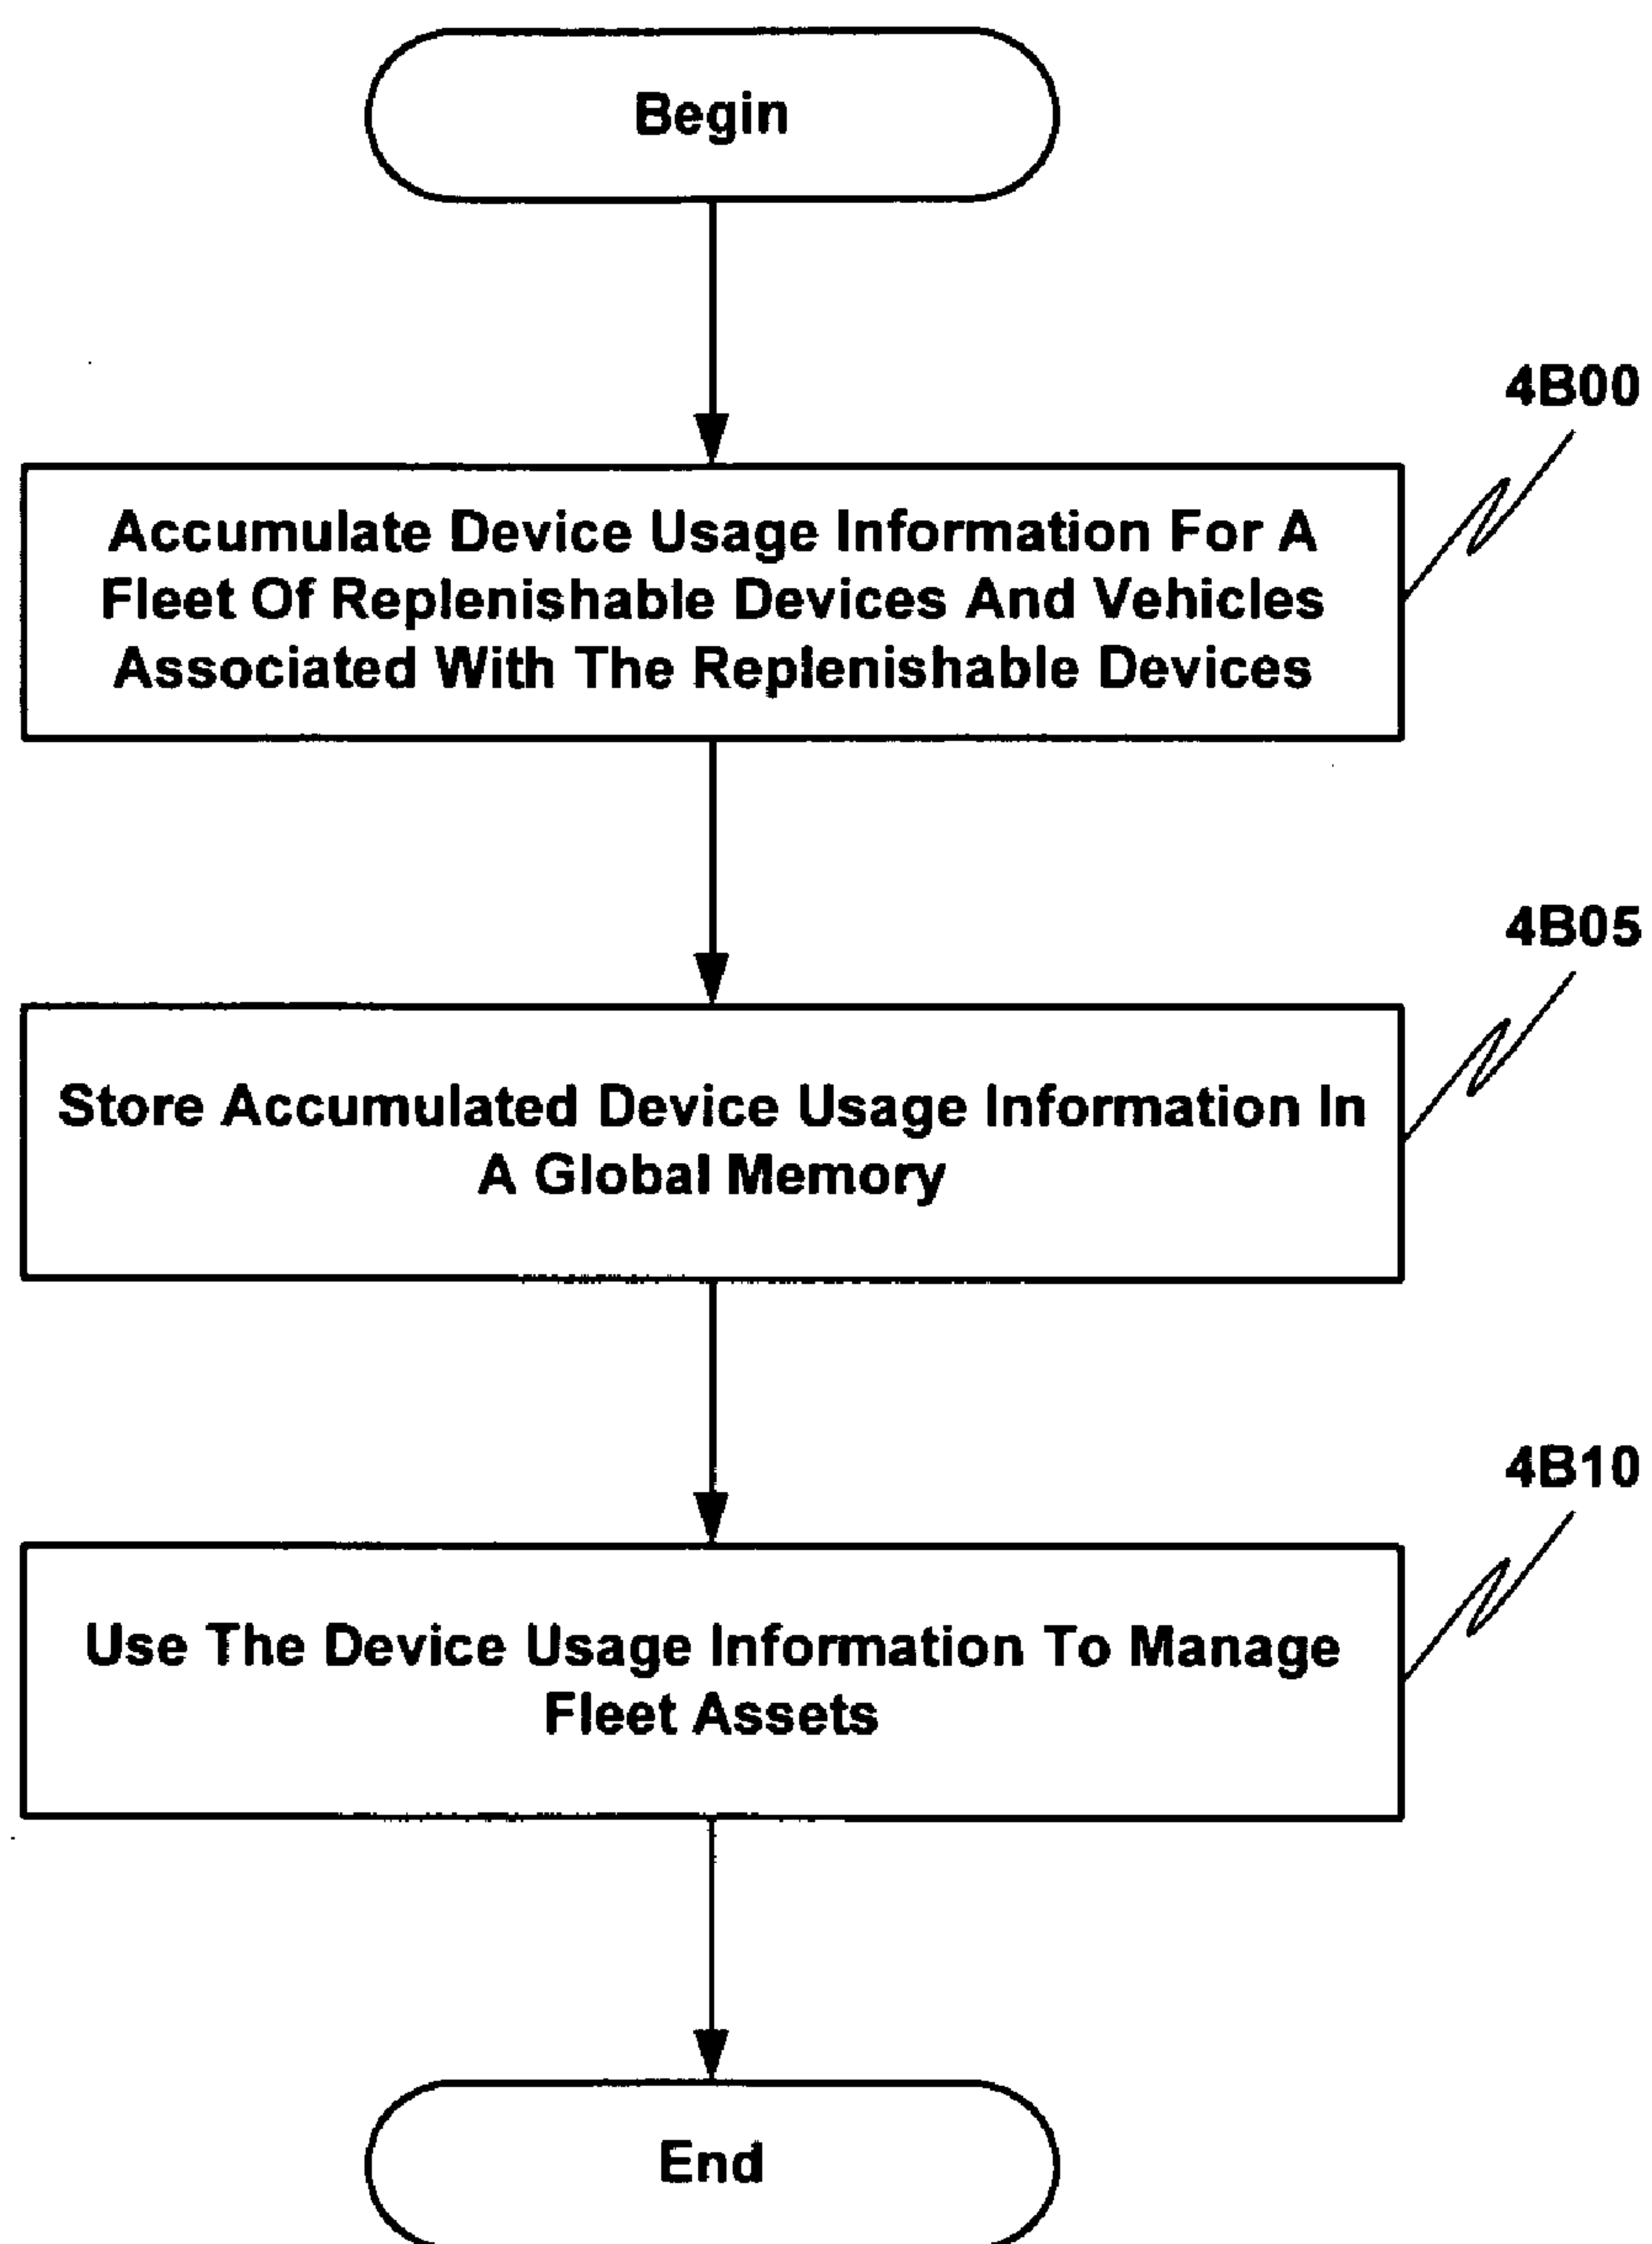 Begin
4B00
Accumulate Device Usage Information For A
Fleet Of Replenishable Devices And Vehicles
Associated With The Replenishable Devices
4B05
Store Accumulated Device Usage Information In
A Global Memory
4B10
Use The Device Usage Information To Manage
Fleet Assets
End